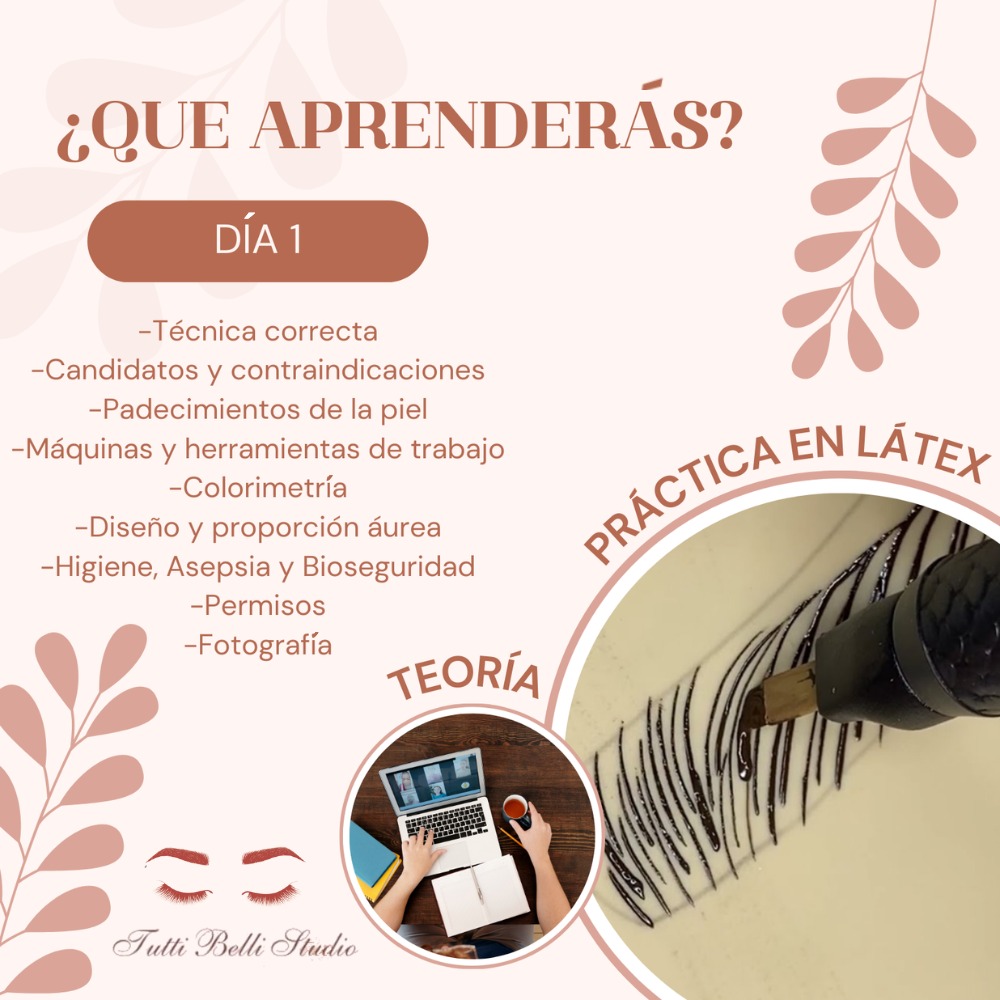 ¿QUE APRENDERÁS?
DÍA 1
-Técnica correcta
-Candidatos y contraindicaciones
-Padecimientos de la piel
-Máquinas y herramientas de trabajo
-Colorimetría
-Diseño y proporción áurea
-Higiene, Asepsia y Bioseguridad
-Permisos
-Fotografía
PRÁCTICA EN LÁTEX
TEORÍA
Tutti Belli Studio